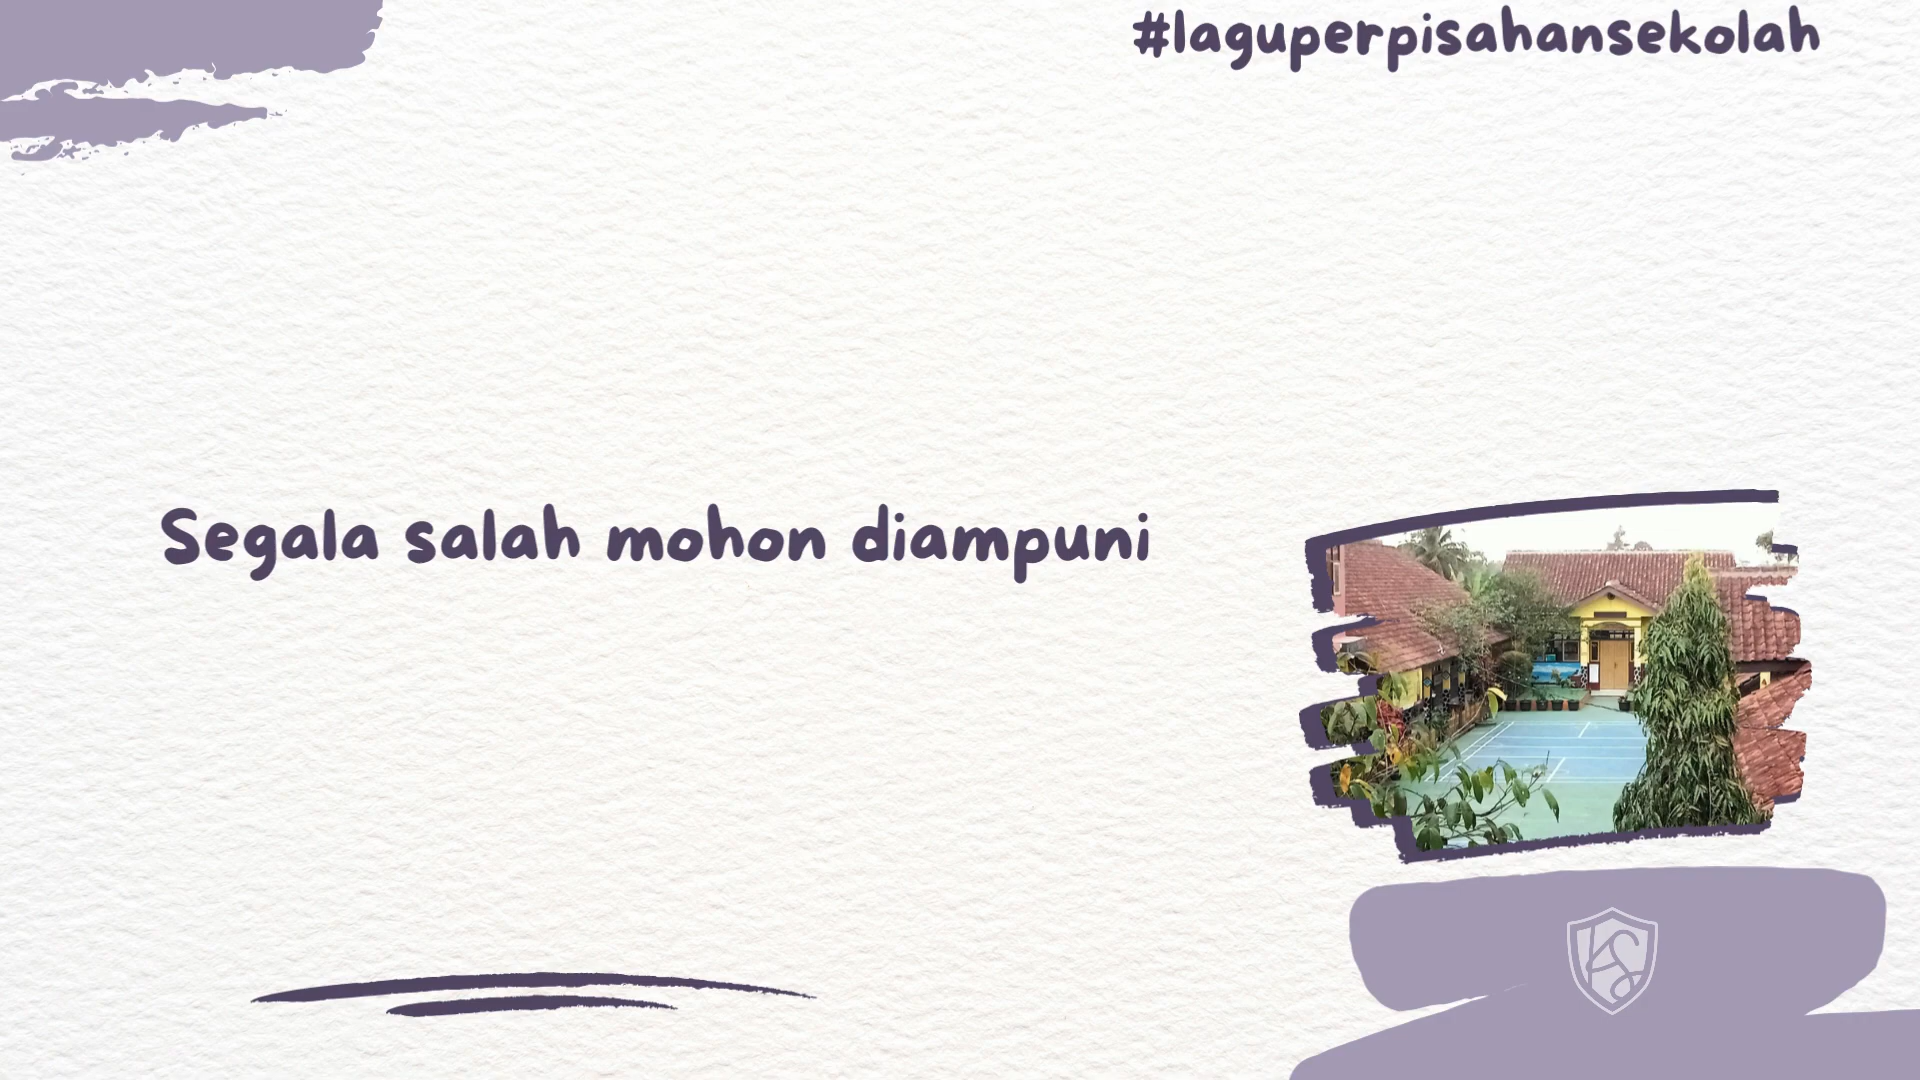 #laguperpisahansekolah
Segala salah mohon diampuni